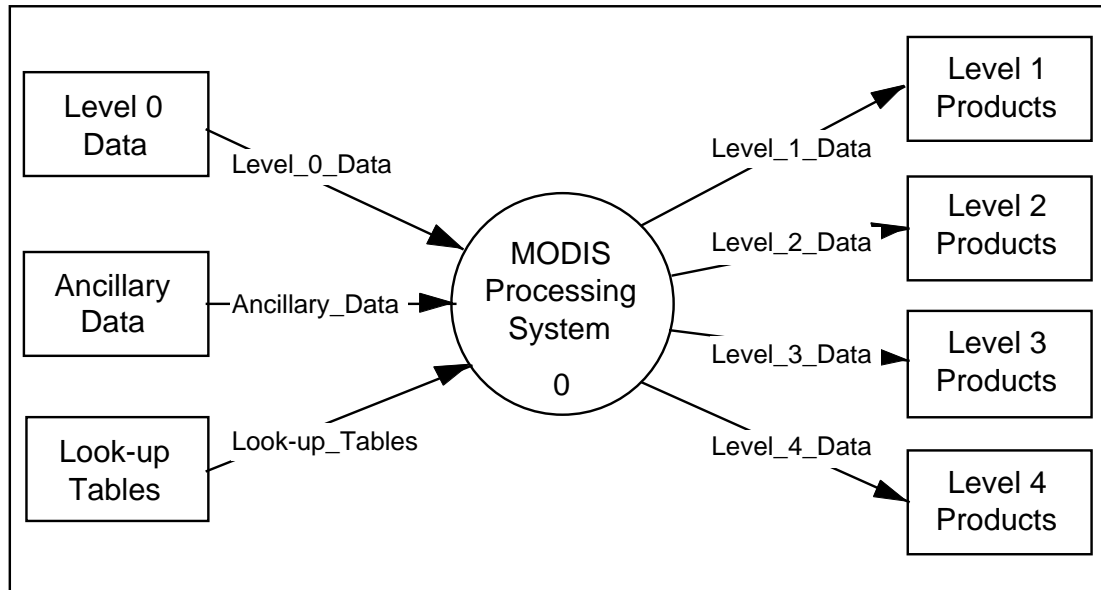 Level 0
Data
Level_0_Data
Ancillary
Data
Ancillary_Data
Look-up
Tables
Look-up_Tables
MODIS
Processing
System
0
Level_1_Data
Level 1
Products
Level_2_Data
Level 2
Products
Level_3_Data
Level 3
Products
Level_4_Data
Level 4
Products